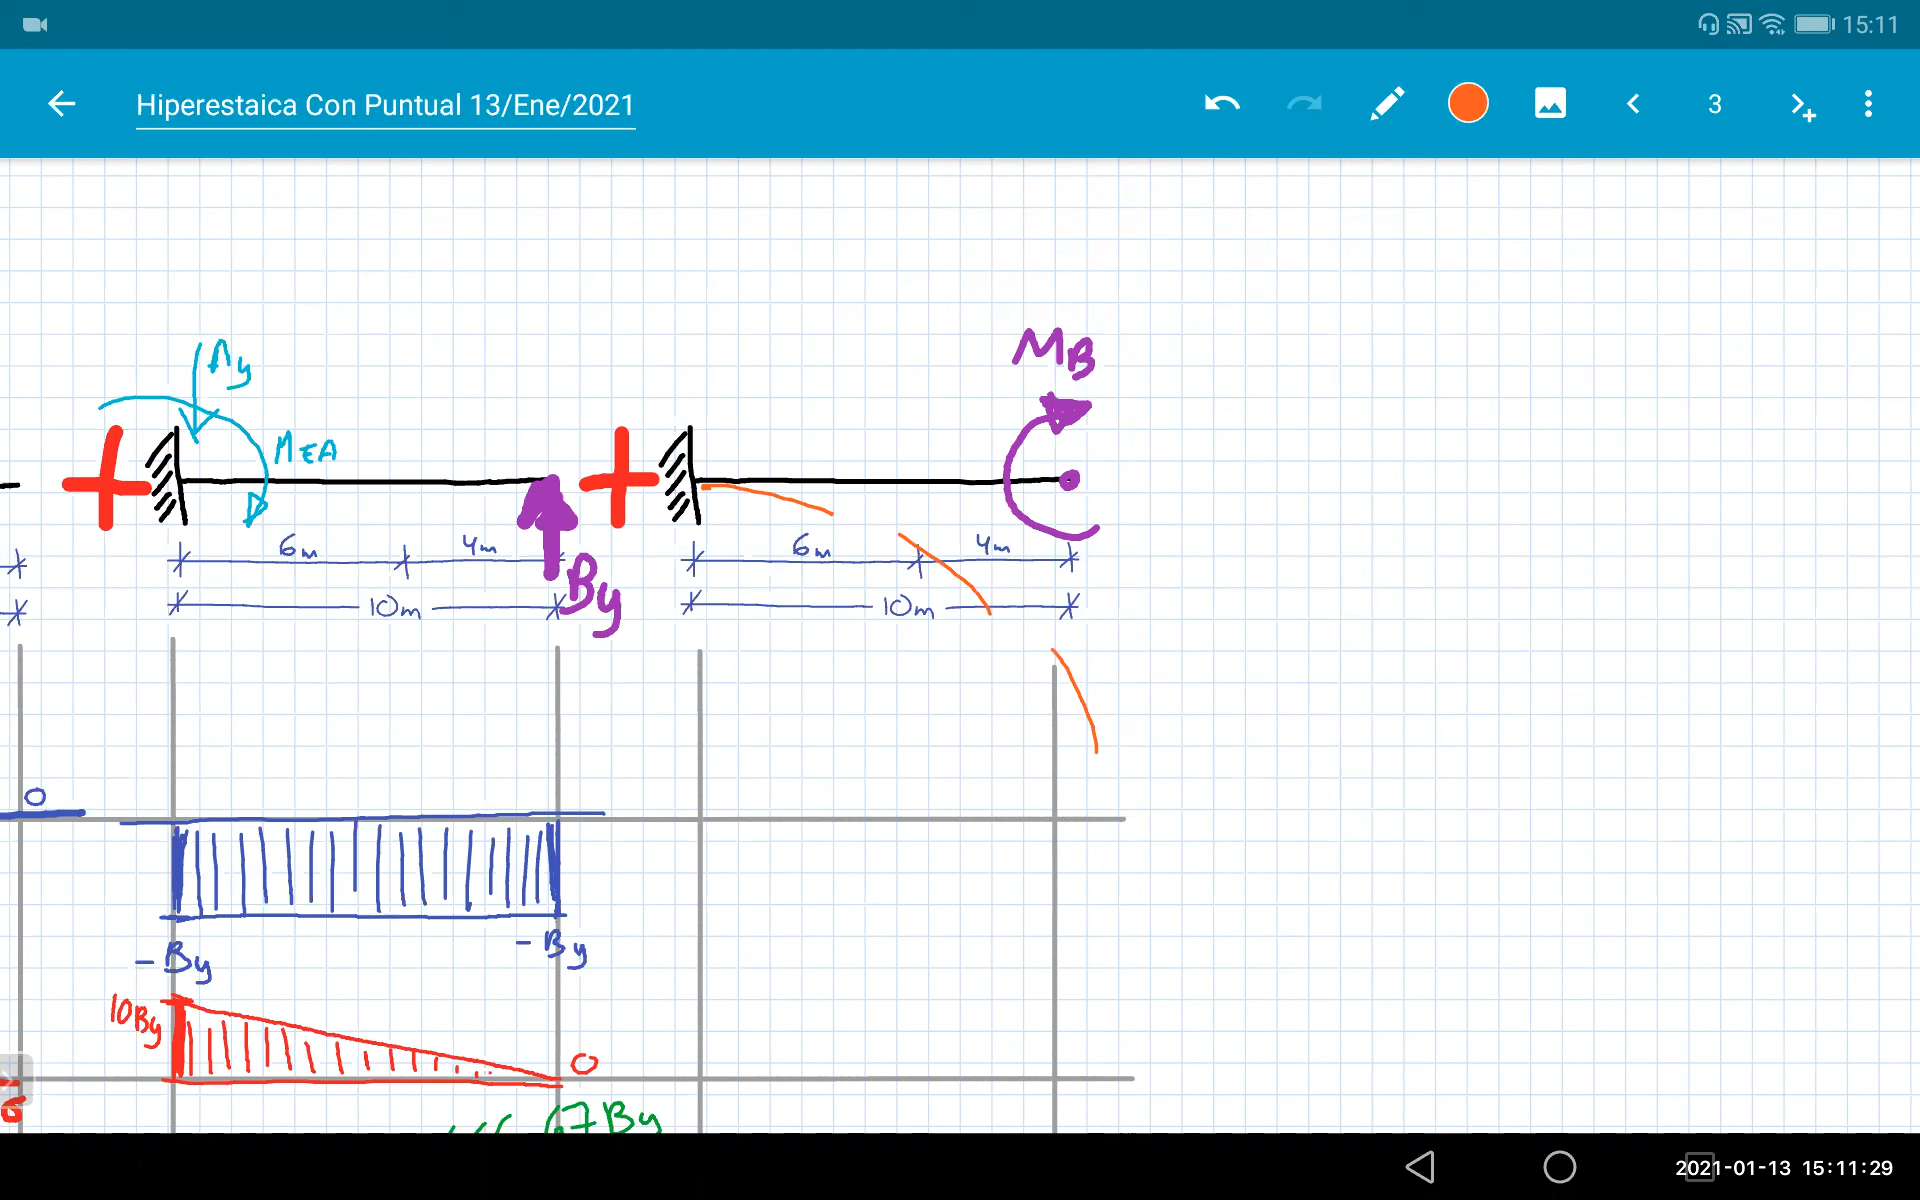 15:11
Hiperestaica Con Puntual 13/Ene/2021
3
Ay
MEA
MB
6m
4m
6m
4m
By
10m
10m
0
-By
-By
10By
0
67By
2021-01-13 15:11:29